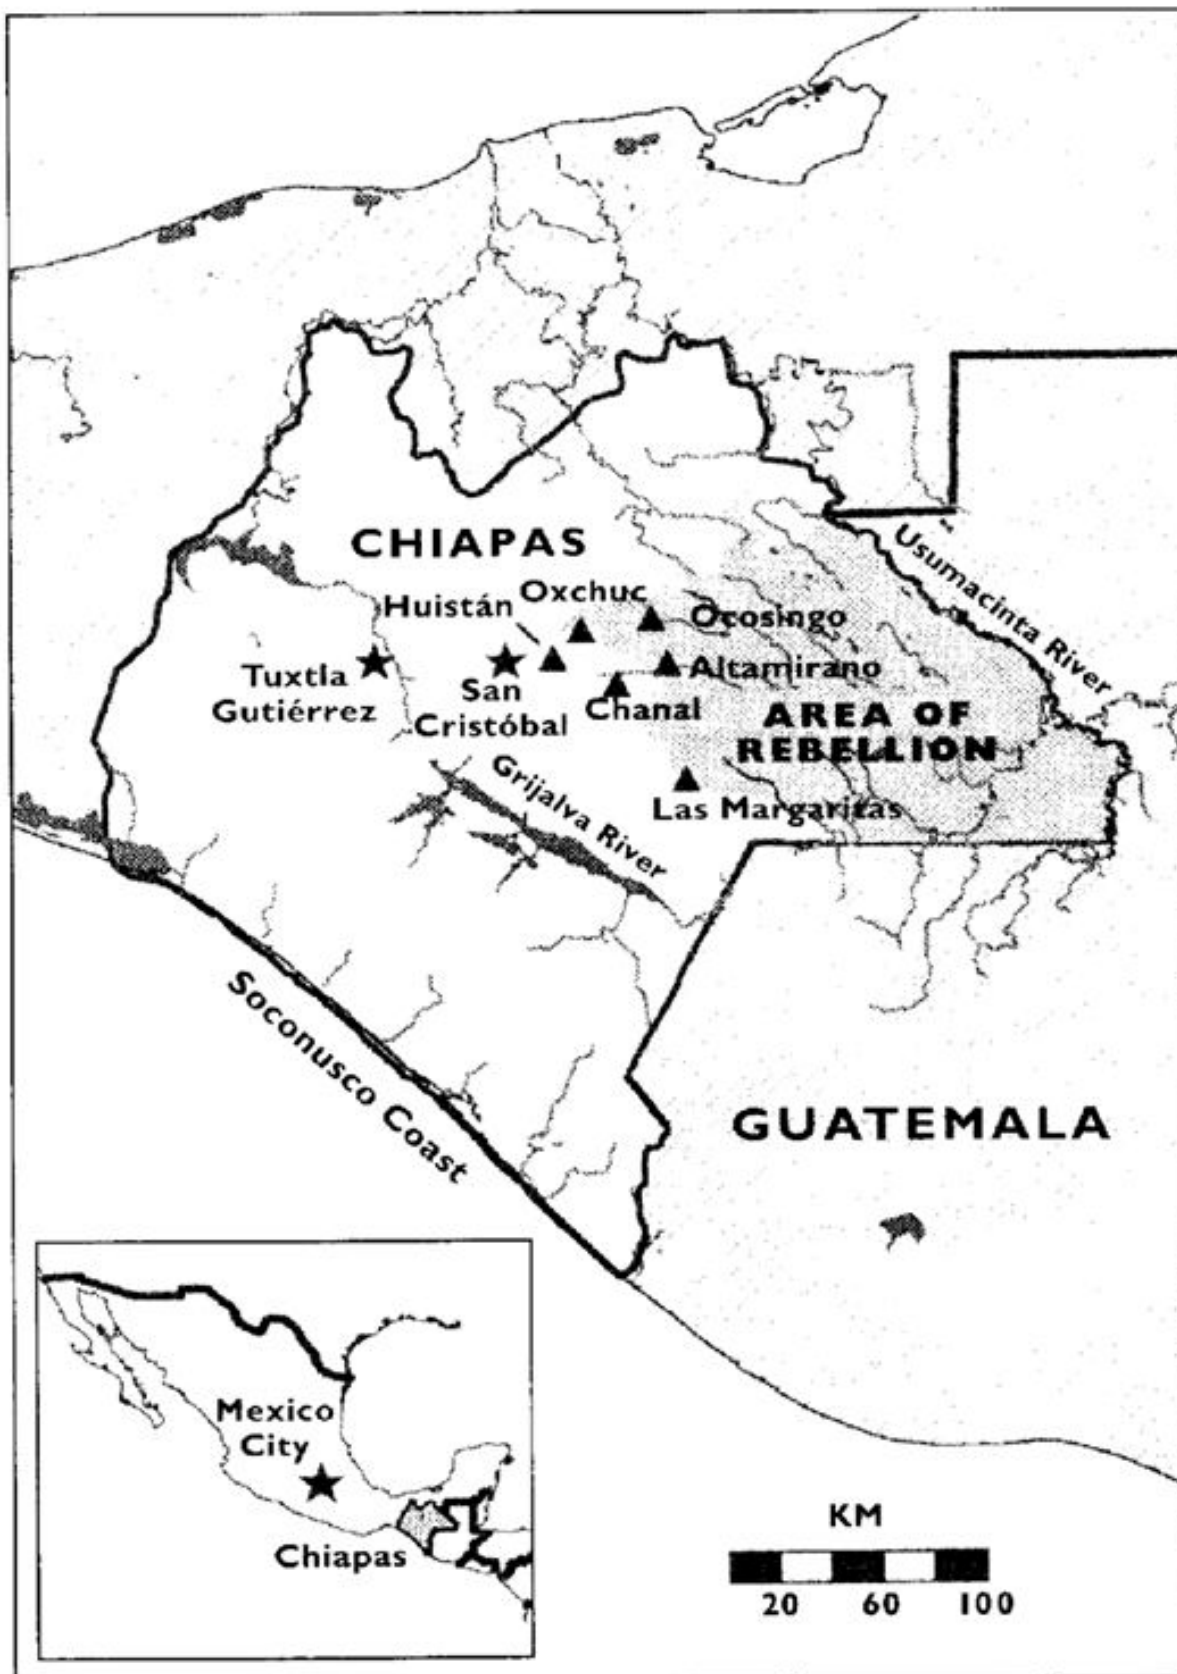 CHIAPAS
Oxchuc
Huistán
Ocosingo
Usumacinta River
Tuxtla
Gutiérrez
San
Cristóbal
Altamirano
Chanal
AREA OF
REBELLION
Grijalva River
Las Margaritas
Soconusco Coast
GUATEMALA
Mexico
City
Chiapas
KM
20 60 100